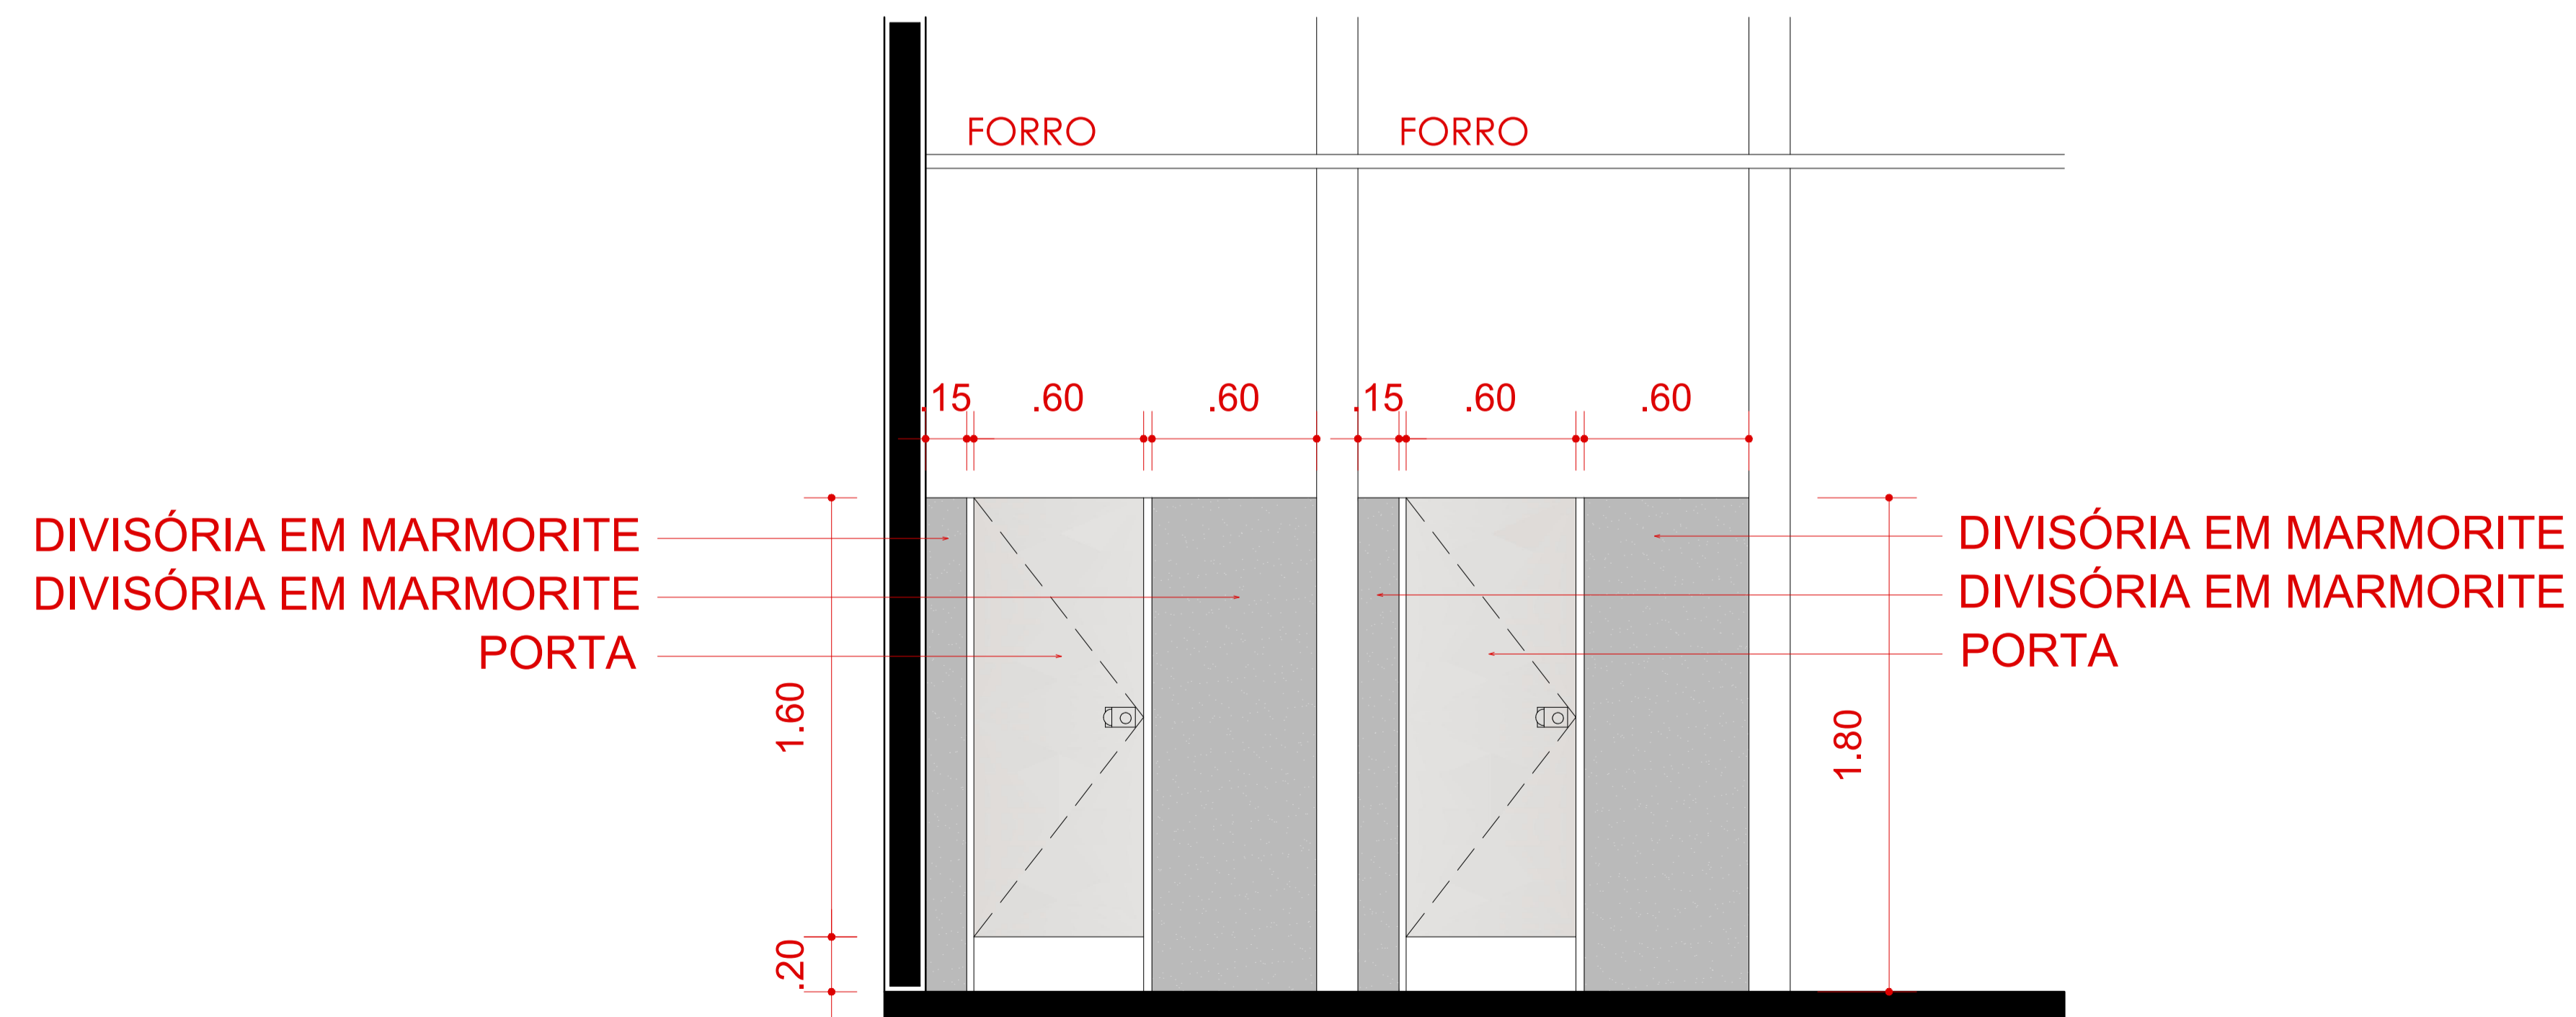 FORRO FORRO
.15 .60 .60 .15 .60 .60
DIVISÓRIA EM MARMORITE
DIVISÓRIA EM MARMORITE
PORTA
DIVISÓRIA EM MARMORITE
DIVISÓRIA EM MARMORITE
PORTA
1.60
1.80
.20